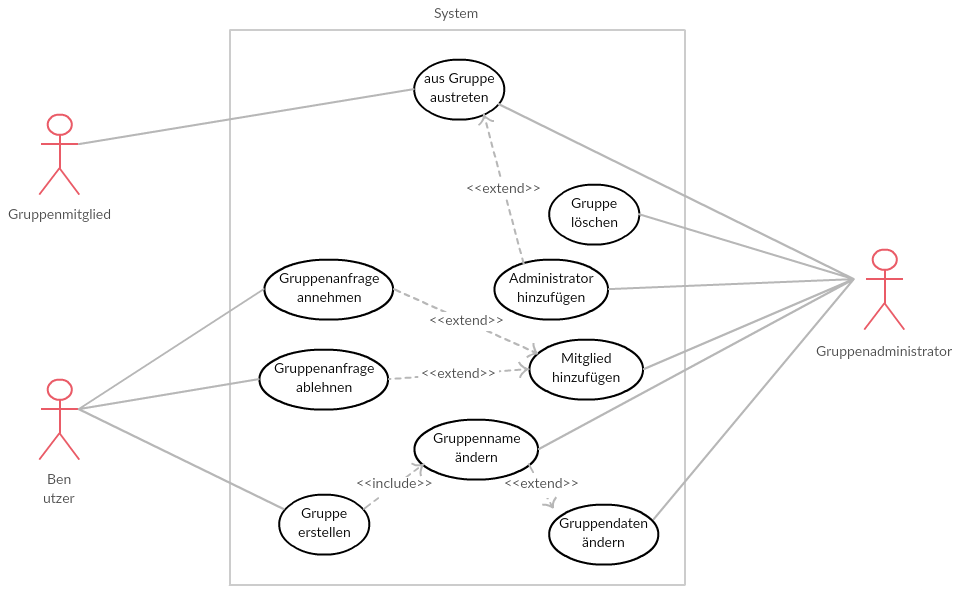 System
aus Gruppe
austreten
<<extend>>
Gruppe
löschen
Gruppenmitglied
Gruppenanfrage
annehmen
Administrator
hinzufügen
<<extend>>
Gruppenadministrator
Gruppenanfrage
ablehnen
<<extend>>
Mitglied
hinzufügen
Gruppenname
ändern
Ben
utzer
<<include>>
<<extend>>
Gruppe
erstellen
Gruppendaten
ändern